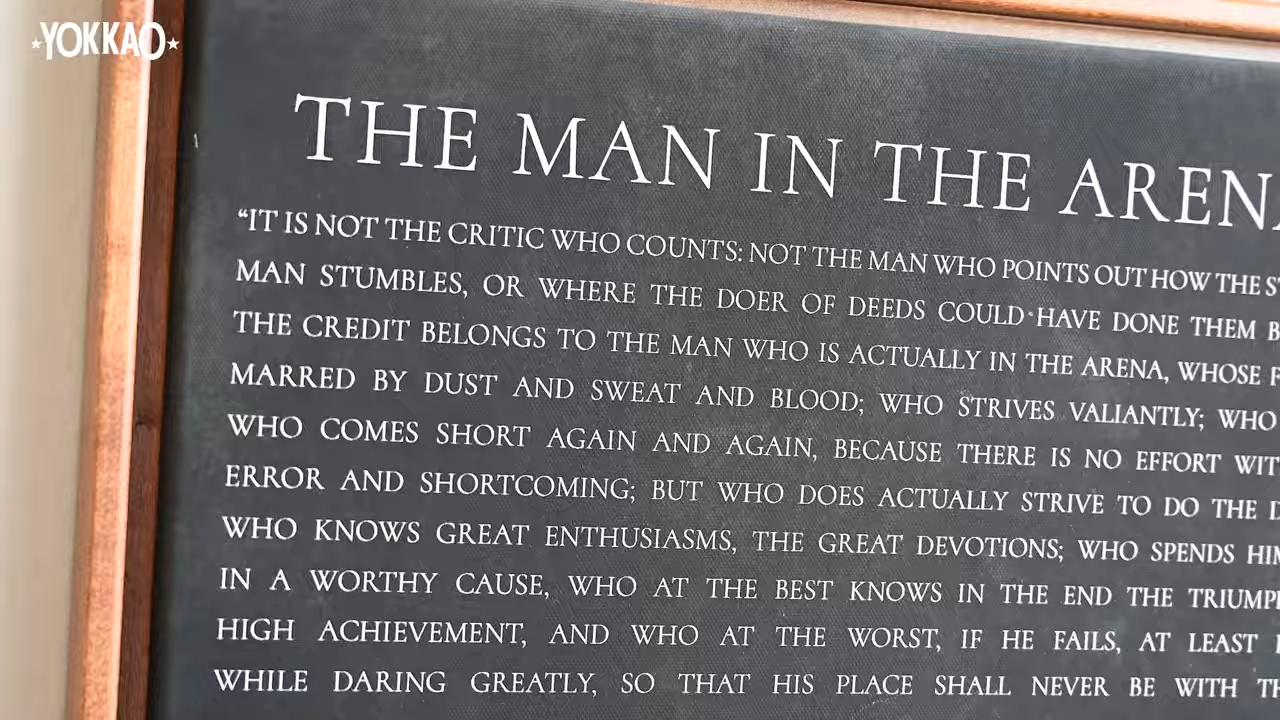 YOKKAO
THE MAN IN THE ARENA
“IT IS NOT THE CRITIC WHO COUNTS: NOT THE MAN WHO POINTS OUT HOW THE
MAN STUMBLES, OR WHERE THE DOER OF DEEDS COULD HAVE DONE THEM
THE CREDIT BELONGS TO THE MAN WHO IS ACTUALLY IN THE ARENA, WHOSE
MARRED BY DUST AND SWEAT AND BLOOD; WHO STRIVES VALIANTLY; WHO
WHO COMES SHORT AGAIN AND AGAIN, BECAUSE THERE IS NO EFFORT
ERROR AND SHORTCOMING; BUT WHO DOES ACTUALLY STRIVE TO DO THE
WHO KNOWS GREAT ENTHUSIASMS, THE GREAT DEVOTIONS; WHO SPENDS
IN A WORTHY CAUSE, WHO AT THE BEST KNOWS IN THE END THE
HIGH ACHIEVEMENT, AND WHO AT THE WORST, IF HE FAILS, AT LEAST
WHILE DARING GREATLY, SO THAT HIS PLACE SHALL NEVER BE WITH